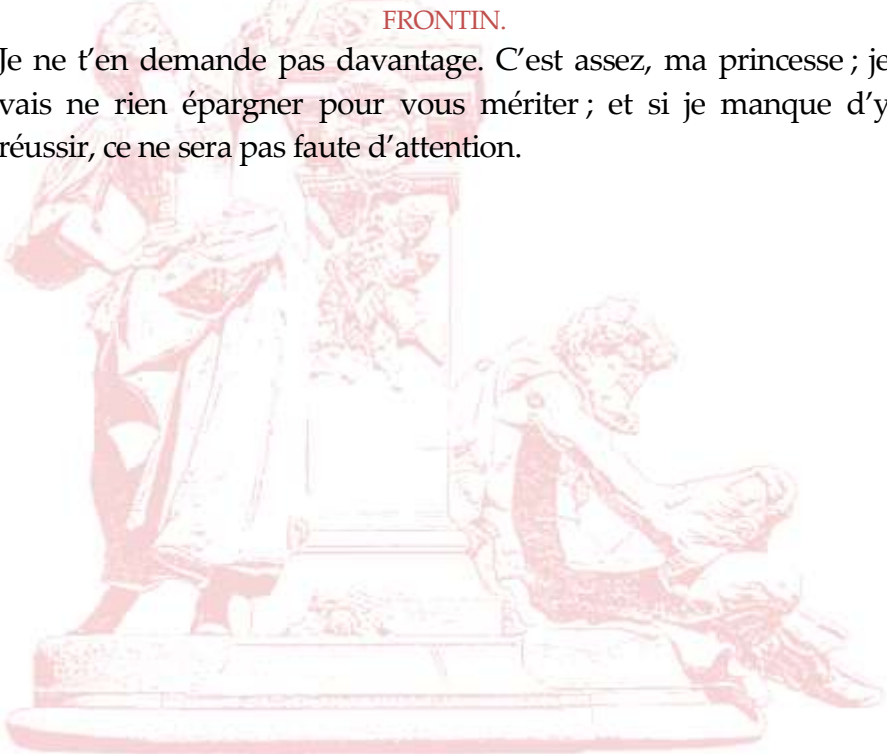 FRONTIN.
Je ne t’en demande pas davantage. C’est assez, ma princesse ; je
vais ne rien épargner pour vous mériter ; et si je manque d’y
réussir, ce ne sera pas faute d’attention.